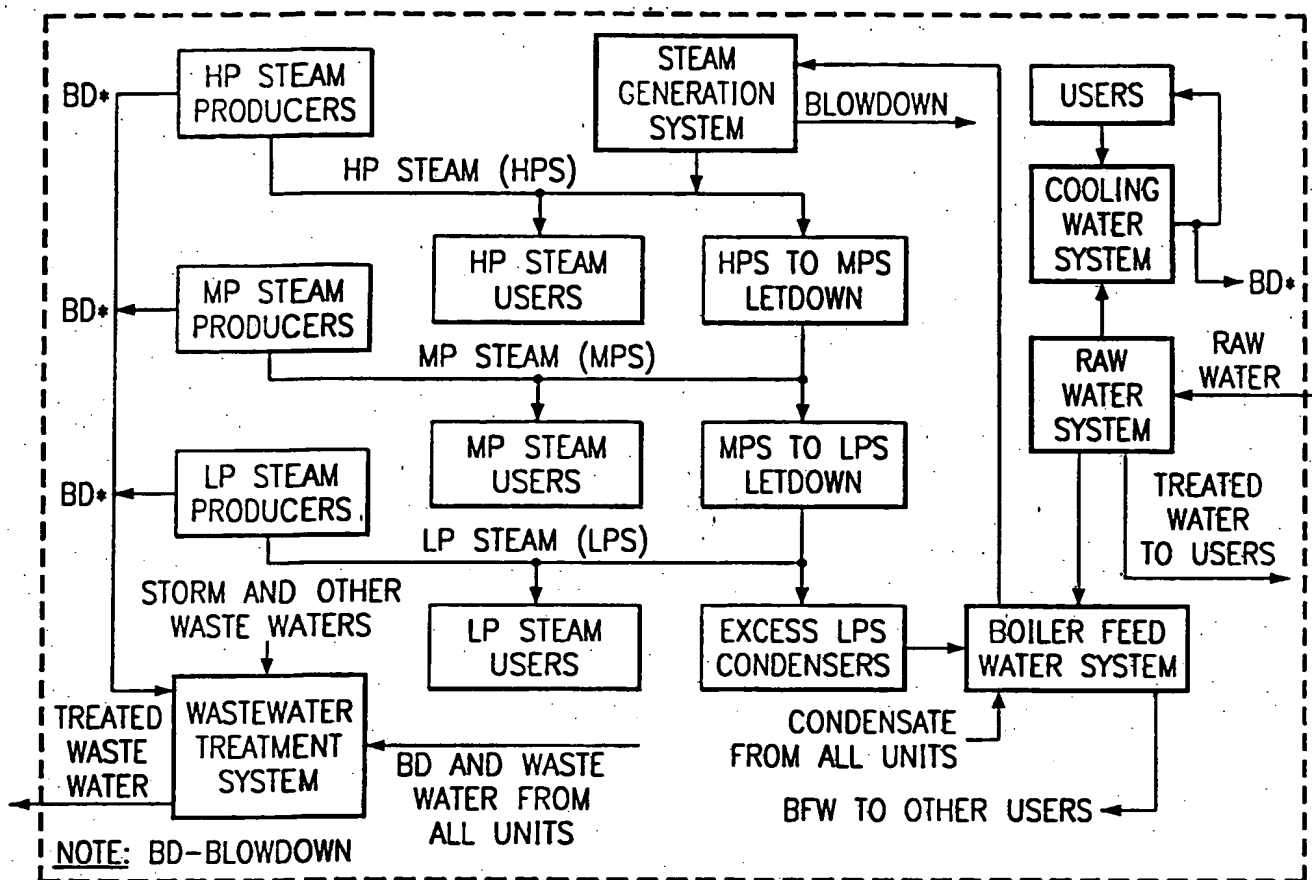 HP STEAM
PRODUCERS
BD*
STEAM
GENERATION
SYSTEM
BLOWDOWN
USERS
HP STEAM (HPS)
COOLING
WATER
SYSTEM
BD*
HP STEAM
USERS
HPS TO MPS
LETDOWN
MP STEAM
PRODUCERS
BD*
MP STEAM (MPS)
RAW
WATER
SYSTEM
RAW
WATER
MP STEAM
USERS
MPS TO LPS
LETDOWN
LP STEAM
PRODUCERS
BD*
TREATED
WATER
TO USERS
LP STEAM (LPS)
STORM AND OTHER
WASTE WATERS
LP STEAM
USERS
EXCESS LPS
CONDENSERS
BOILER FEED
WATER SYSTEM
TREATED
WASTE
WATER
WASTEWATER
TREATMENT
SYSTEM
BD AND WASTE
WATER FROM
ALL UNITS
CONDENSATE
FROM ALL UNITS
BFW TO OTHER USERS
NOTE: BD-BLOWDOWN